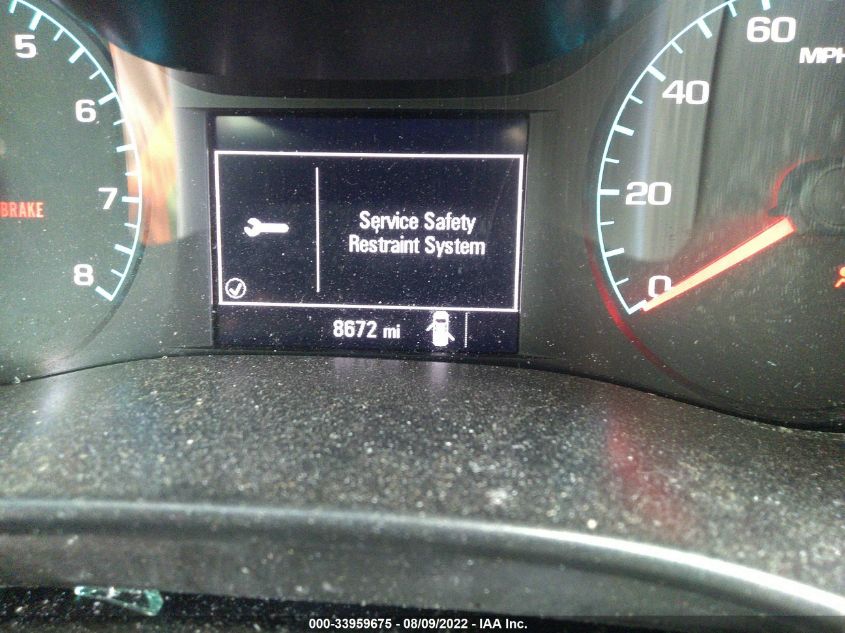 5
6
7
8
BRAKE
Service Safety
Restraint System
8672 mi
60
MPH
40
20
0
000-33959675 - 08/09/2022 - IAA Inc.